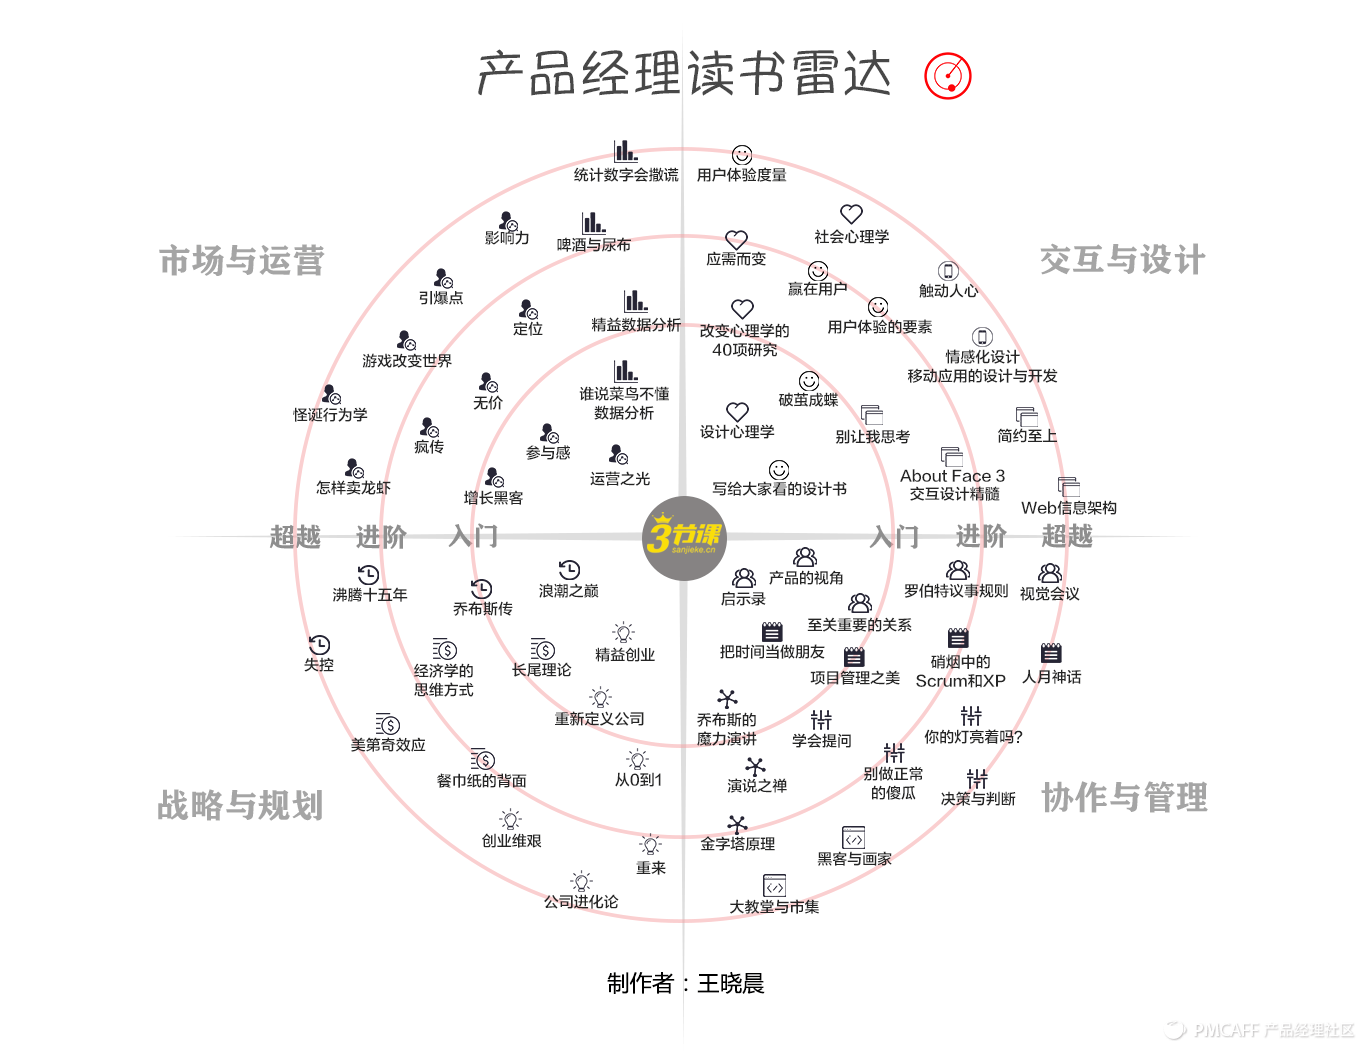 产品经理读书雷达
统计数字会撒谎
用户体验度量
影响力
啤酒与尿布
社会心理学
市场与运营
应需而变
交互与设计
引爆点
赢在用户
触动人心
定位
精益数据分析
改变心理学的
40项研究
用户体验的要素
游戏改变世界
情感化设计
移动应用的设计与开发
无价
谁说菜鸟不懂
数据分析
破茧成蝶
怪诞行为学
疯传
参与感
设计心理学
别让我思考
简约至上
怎样卖龙虾
增长黑客
运营之光
写给大家看的设计书
About Face 3
交互设计精髓
Web信息架构
超越
进阶
入门
3节课
sanjieke.cn
入门
进阶
超越
沸腾十五年
乔布斯传
浪潮之巅
启示录
产品的视角
罗伯特议事规则
视觉会议
至关重要的关系
失控
经济学的
思维方式
长尾理论
精益创业
把时间当做朋友
项目管理之美
硝烟中的
Scrum和XP
人月神话
重新定义公司
乔布斯的
魔力演讲
学会提问
你的灯亮着吗?
美第奇效应
餐巾纸的背面
从0到1
演说之禅
别做正常
的傻瓜
决策与判断
战略与规划
协作与管理
创业维艰
重来
金字塔原理
黑客与画家
公司进化论
大教堂与市集
制作者：王晓晨
PMCAFF 产品经理社区